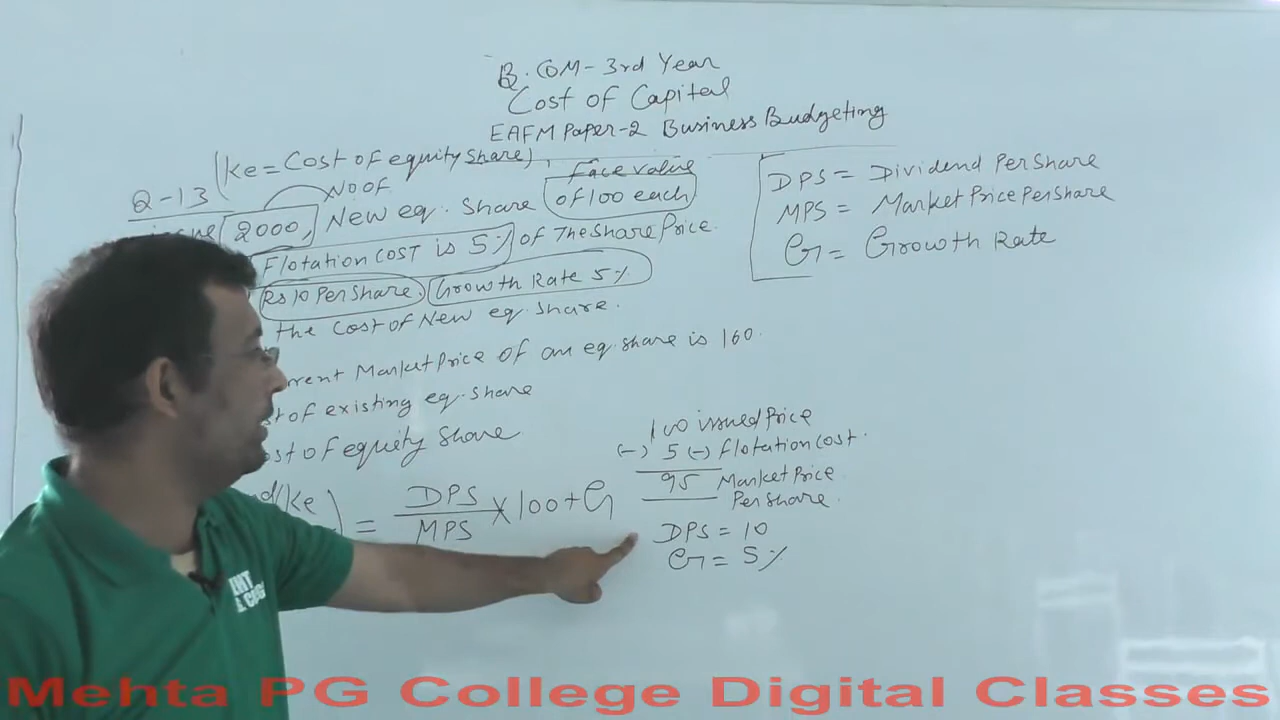 B.COM-3rd Year
Cost of Capital
EAFM Paper-2 Business Budgeting
(Ke=Cost of equity share),
Q-13 No of Face value
2000, New eq. Share of 100 each
Flotation cost is 5% of The Share Price.
Rs 10 Per Share. Growth Rate 5%
the Cost of New eq. Share.
Market Price of an eq. share is 160.
of existing eq. Share
of equity Share
(Ke) = DPS/MPS × 100 + G
DPS = Dividend Per Share
MPS = Market Price Per Share
G = Growth Rate
100 issued Price
(-) 5 (-) Flotation Cost.
95 Market Price
Per Share.
DPS = 10
G = 5%
Mehta PG College Digital Classes